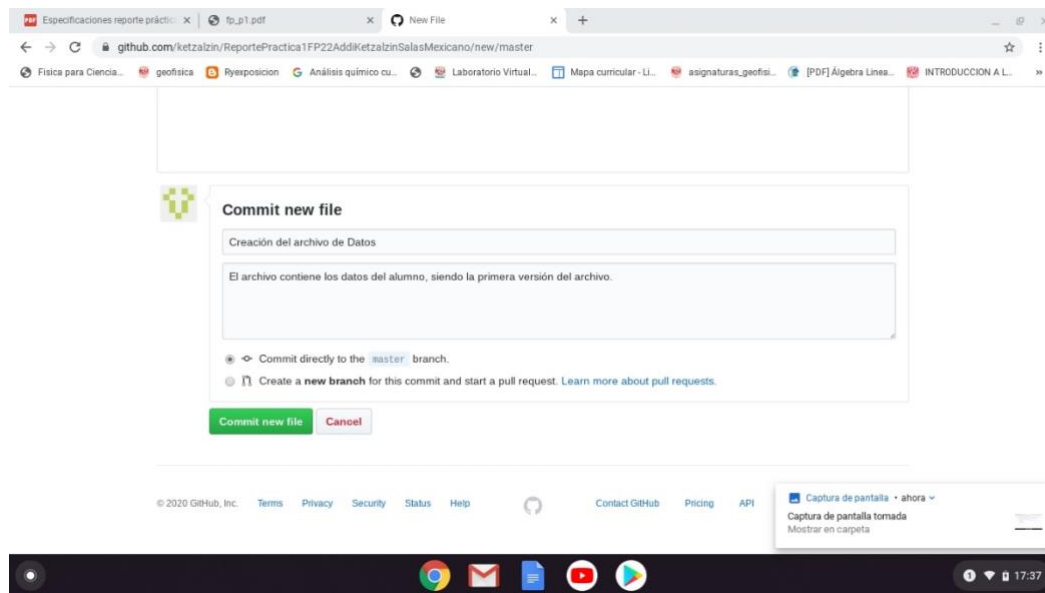 Especificaciones reporte práctic
fp_p1.pdf
New File
github.com/ketzalzin/ReportePractica1FP22AddiKetzalzinSalasMexicano/new/master
Fisica para Ciencia...
geofisica
Ryexposicion
Análisis químico cu...
Laboratorio Virtual...
Mapa curricular - Li...
asignaturas_geofisi...
[PDF] Álgebra Linea...
INTRODUCCION A L...
Commit new file
Creación del archivo de Datos
El archivo contiene los datos del alumno, siendo la primera versión del archivo.
Commit directly to the master branch.
Create a new branch for this commit and start a pull request. Learn more about pull requests.
Commit new file
Cancel
© 2020 GitHub, Inc.
Terms
Privacy
Security
Status
Help
Contact GitHub
Pricing
API
Captura de pantalla • ahora
Captura de pantalla tomada
Mostrar en carpeta
1
17:37